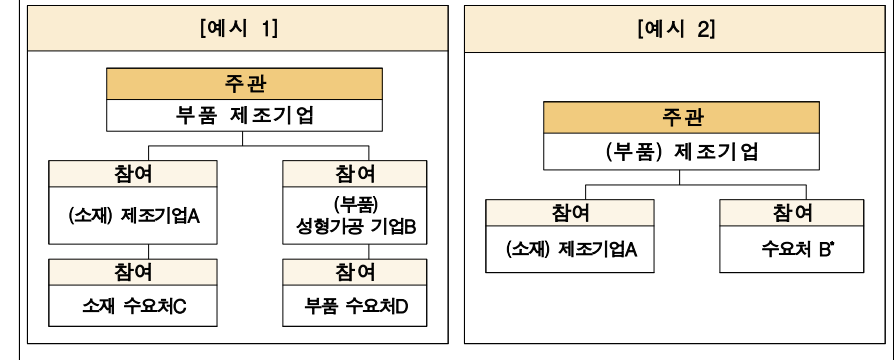 [예시 1]
주관
부품 제조기업
참여
(소재) 제조기업A
참여
(부품)
성형가공 기업B
참여
소재 수요처C
참여
부품 수요처D
[예시 2]
주관
(부품) 제조기업
참여
(소재) 제조기업A
참여
수요처 B*